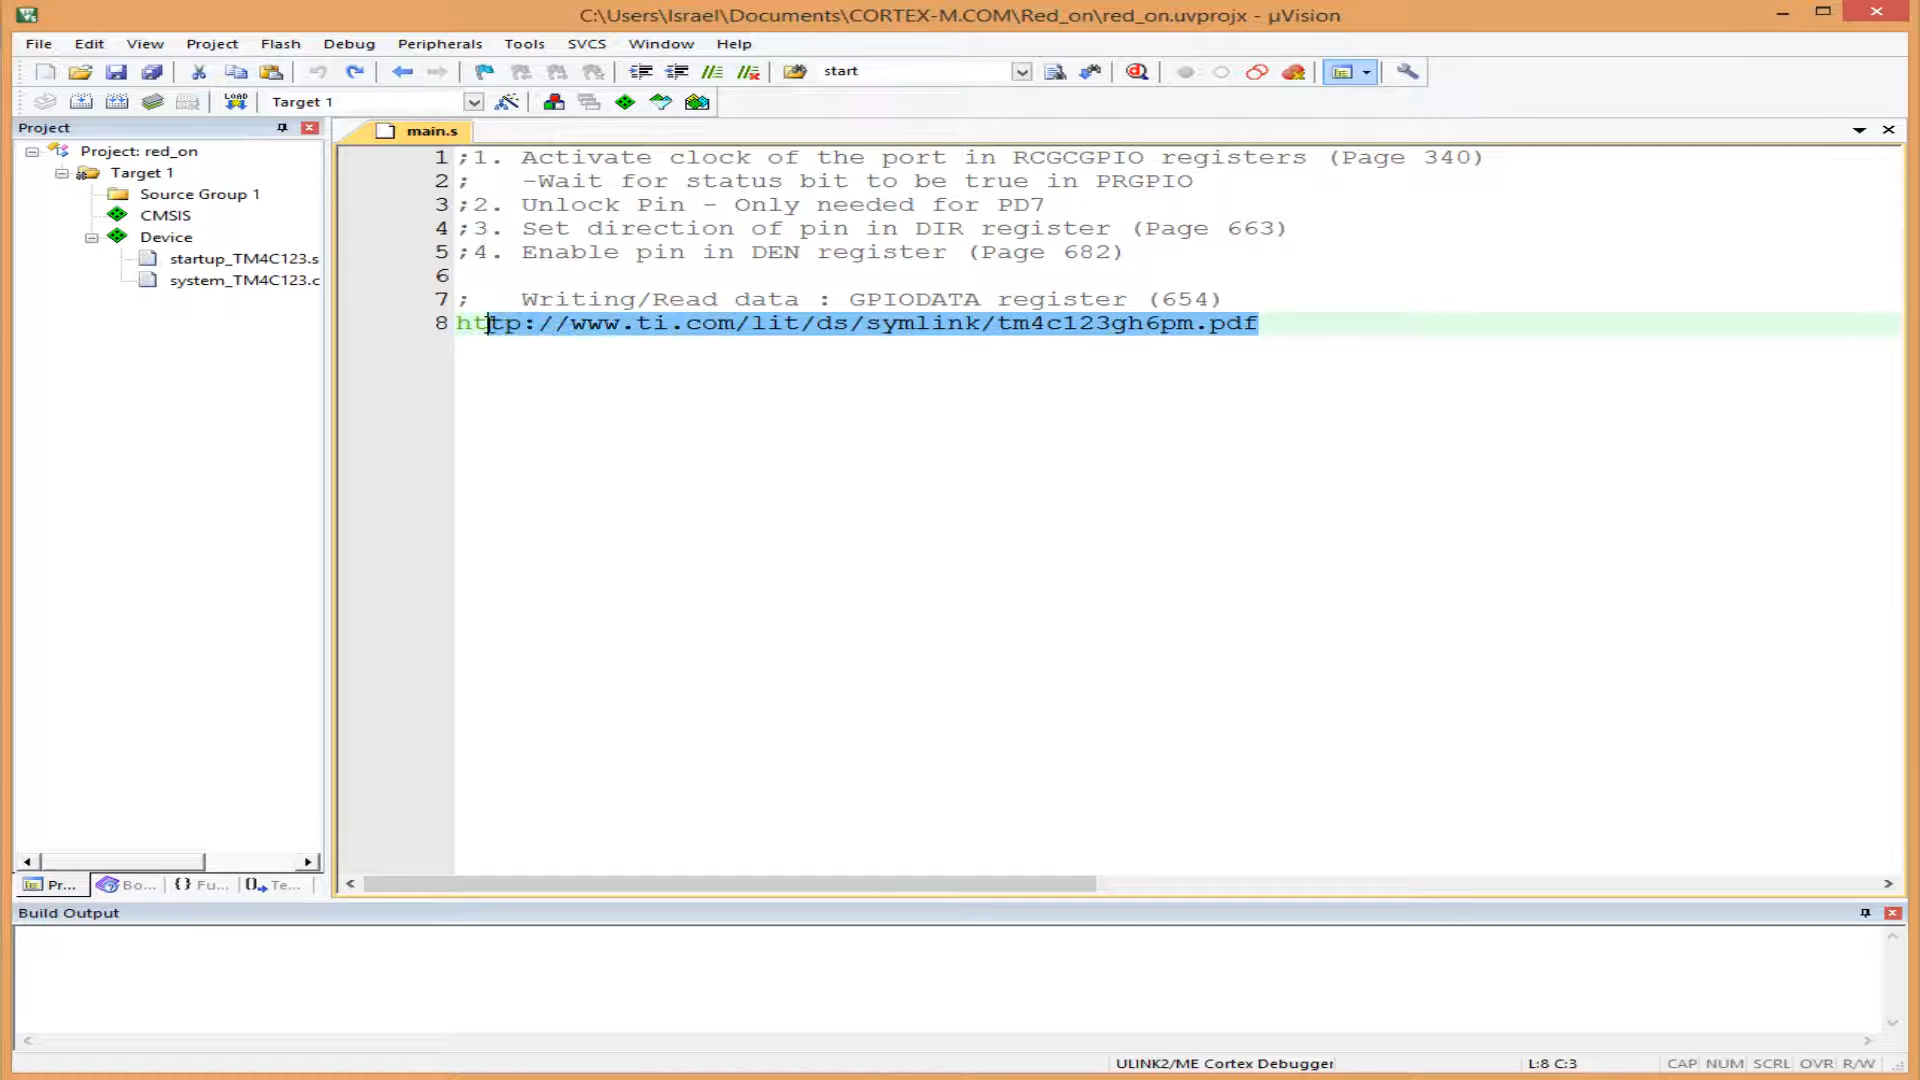 C:\Users\Israel\Documents\CORTEX-M.COM\Red_on\red_on.uvprojx - µVision
File Edit View Project Flash Debug Peripherals Tools SVCS Window Help
start
LOAD Target 1
Project
main.s
Project: red_on
Target 1
Source Group 1
CMSIS
Device
startup_TM4C123.s
system_TM4C123.c
1 ;1. Activate clock of the port in RCGCGPIO registers (Page 340)
2 ;   -Wait for status bit to be true in PRGPIO
3 ;2. Unlock Pin - Only needed for PD7
4 ;3. Set direction of pin in DIR register (Page 663)
5 ;4. Enable pin in DEN register (Page 682)
6
7 ;   Writing/Read data : GPIODATA register (654)
8 http://www.ti.com/lit/ds/symlink/tm4c123gh6pm.pdf
Pr... Bo... {} Fu... Te...
Build Output
ULINK2/ME Cortex Debugger L:8 C:3 CAP NUM SCRL OVR R/W